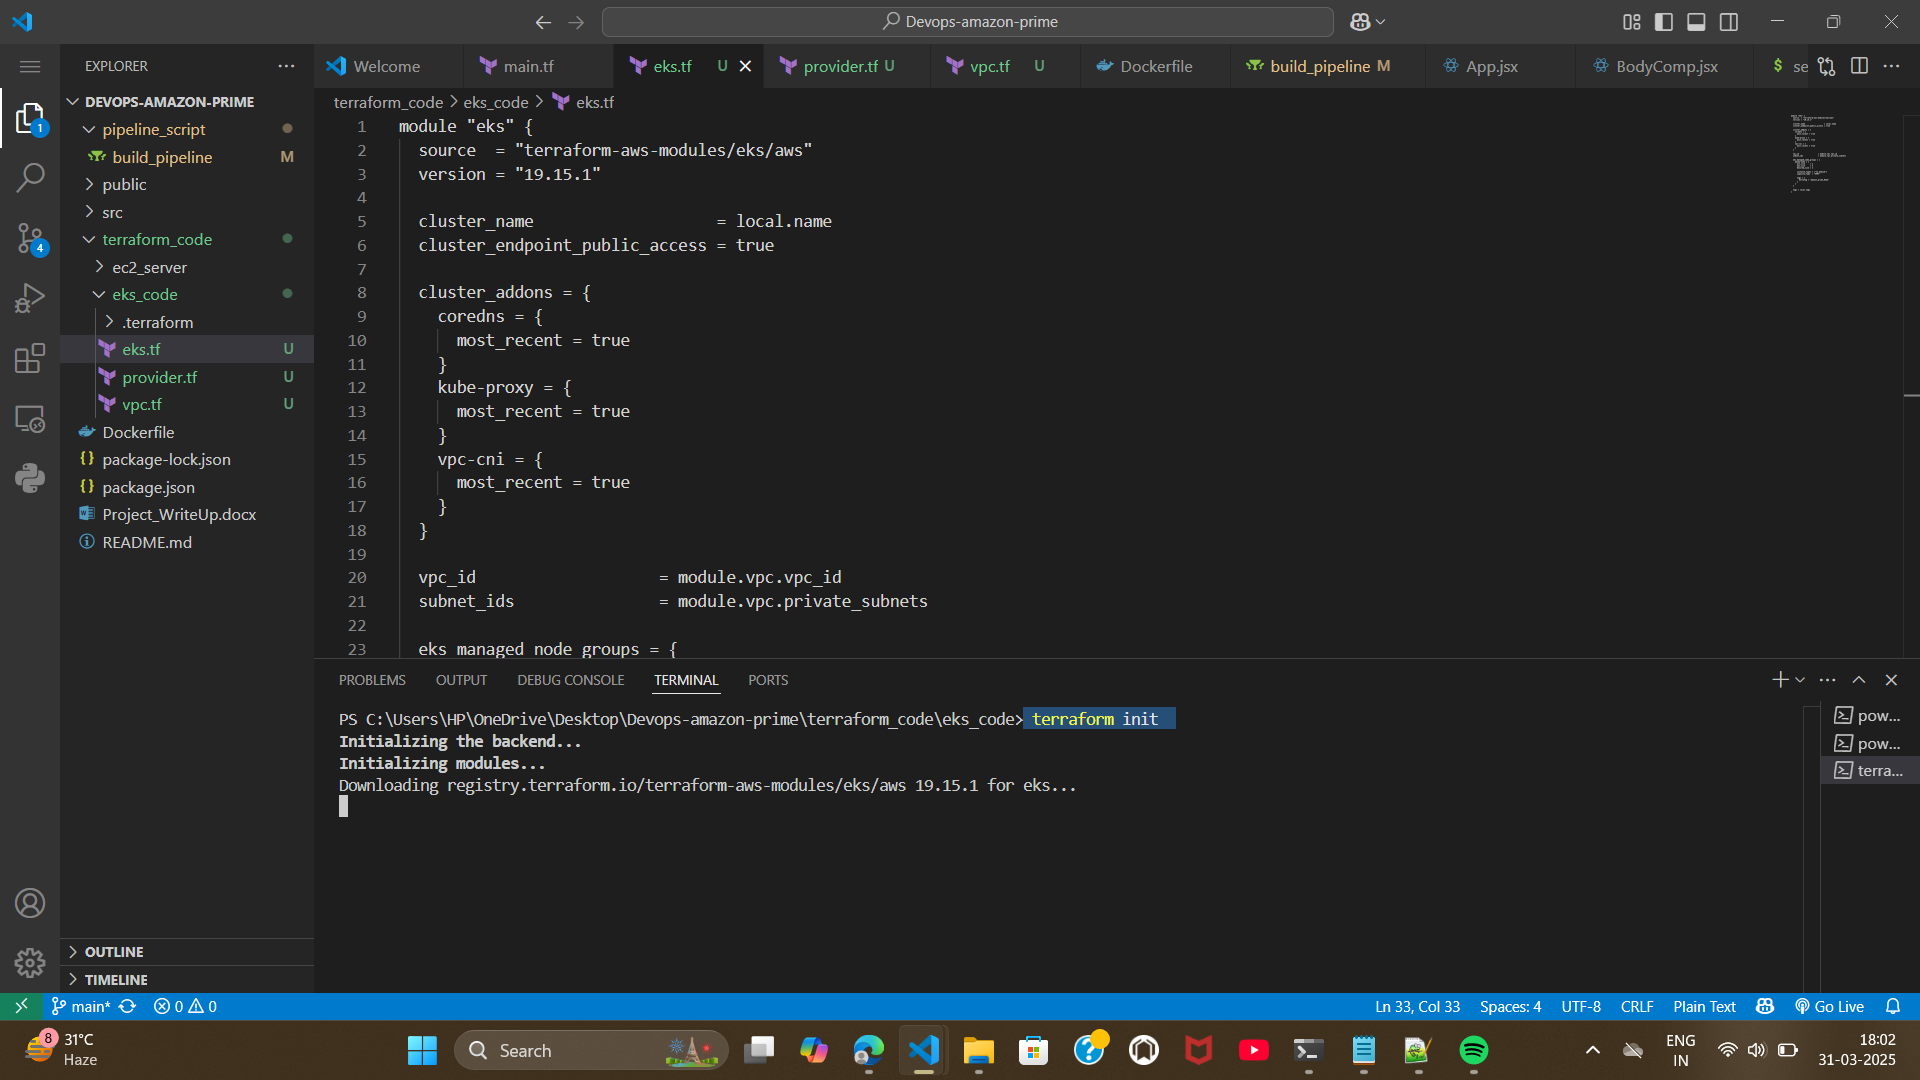 Devops-amazon-prime
EXPLORER
Welcome
main.tf
eks.tf U
provider.tf U
vpc.tf U
Dockerfile
build_pipeline M
App.jsx
BodyComp.jsx
$ se
DEVOPS-AMAZON-PRIME
pipeline_script
build_pipeline M
public
src
terraform_code
ec2_server
eks_code
.terraform
eks.tf U
provider.tf U
vpc.tf U
Dockerfile
package-lock.json
package.json
Project_WriteUp.docx
README.md
OUTLINE
TIMELINE
1
4
terraform_code > eks_code > eks.tf
1 module "eks" {
2 source = "terraform-aws-modules/eks/aws"
3 version = "19.15.1"
4
5 cluster_name = local.name
6 cluster_endpoint_public_access = true
7
8 cluster_addons = {
9 coredns = {
10 most_recent = true
11 }
12 kube-proxy = {
13 most_recent = true
14 }
15 vpc-cni = {
16 most_recent = true
17 }
18 }
19
20 vpc_id = module.vpc.vpc_id
21 subnet_ids = module.vpc.private_subnets
22
23 eks_managed_node_groups = {
PROBLEMS OUTPUT DEBUG CONSOLE TERMINAL PORTS
PS C:\Users\HP\OneDrive\Desktop\Devops-amazon-prime\terraform_code\eks_code> terraform init
Initializing the backend...
Initializing modules...
Downloading registry.terraform.io/terraform-aws-modules/eks/aws 19.15.1 for eks...
pow...
pow...
terra...
main* 0 0
Ln 33, Col 33 Spaces: 4 UTF-8 CRLF Plain Text Go Live
8
31°C
Haze
Search
ENG
IN
18:02
31-03-2025